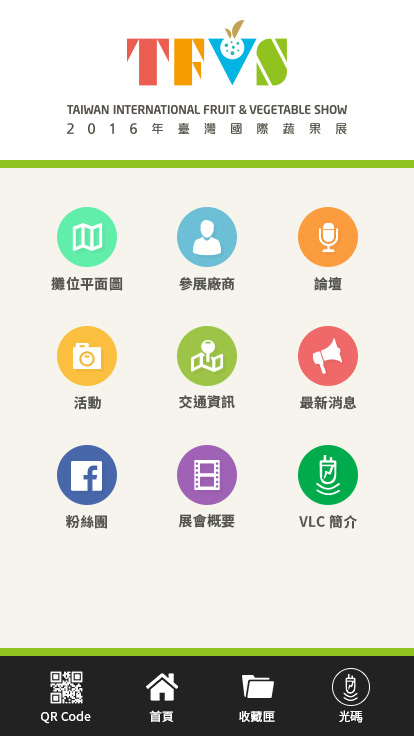 TFVS
TAIWAN INTERNATIONAL FRUIT & VEGETABLE SHOW
2016年臺灣國際蔬果展
攤位平面圖 參展廠商 論壇
活動 交通資訊 最新消息
粉絲團 展會概要 VLC 簡介
QR Code 首頁 收藏匣 光碼